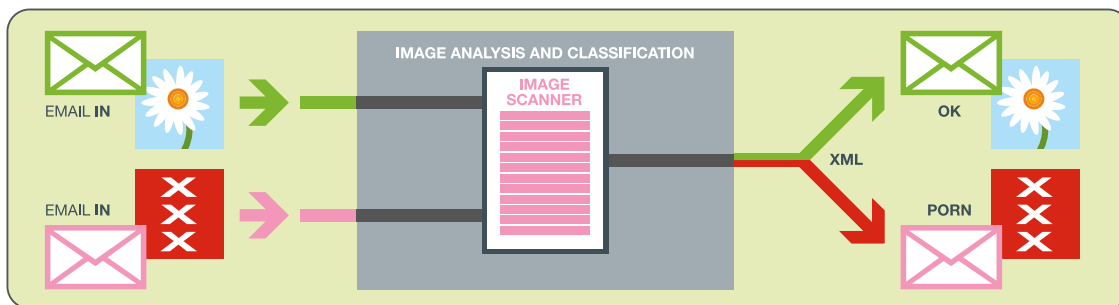 IMAGE ANALYSIS AND CLASSIFICATION
EMAIL IN
IMAGE
SCANNER
OK
XML
EMAIL IN
PORN
X
X
X
X
X
X